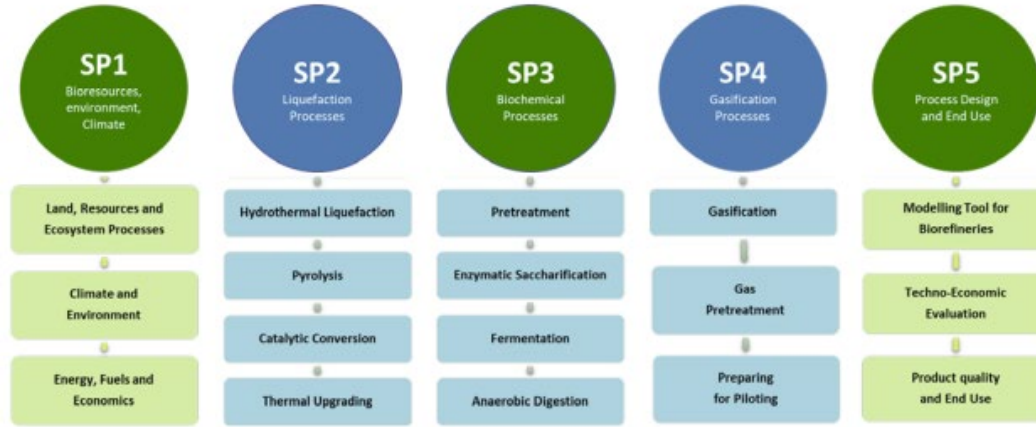 SP1
Bioresources,
environment,
Climate
Land, Resources and
Ecosystem Processes
Climate and
Environment
Energy, Fuels and
Economics
SP2
Liquefaction
Processes
Hydrothermal Liquefaction
Pyrolysis
Catalytic Conversion
Thermal Upgrading
SP3
Biochemical
Processes
Pretreatment
Enzymatic Saccharification
Fermentation
Anaerobic Digestion
SP4
Gasification
Processes
Gasification
Gas
Pretreatment
Preparing
for Piloting
SP5
Process Design
and End Use
Modelling Tool for
Biorefineries
Techno-Economic
Evaluation
Product quality
and End Use